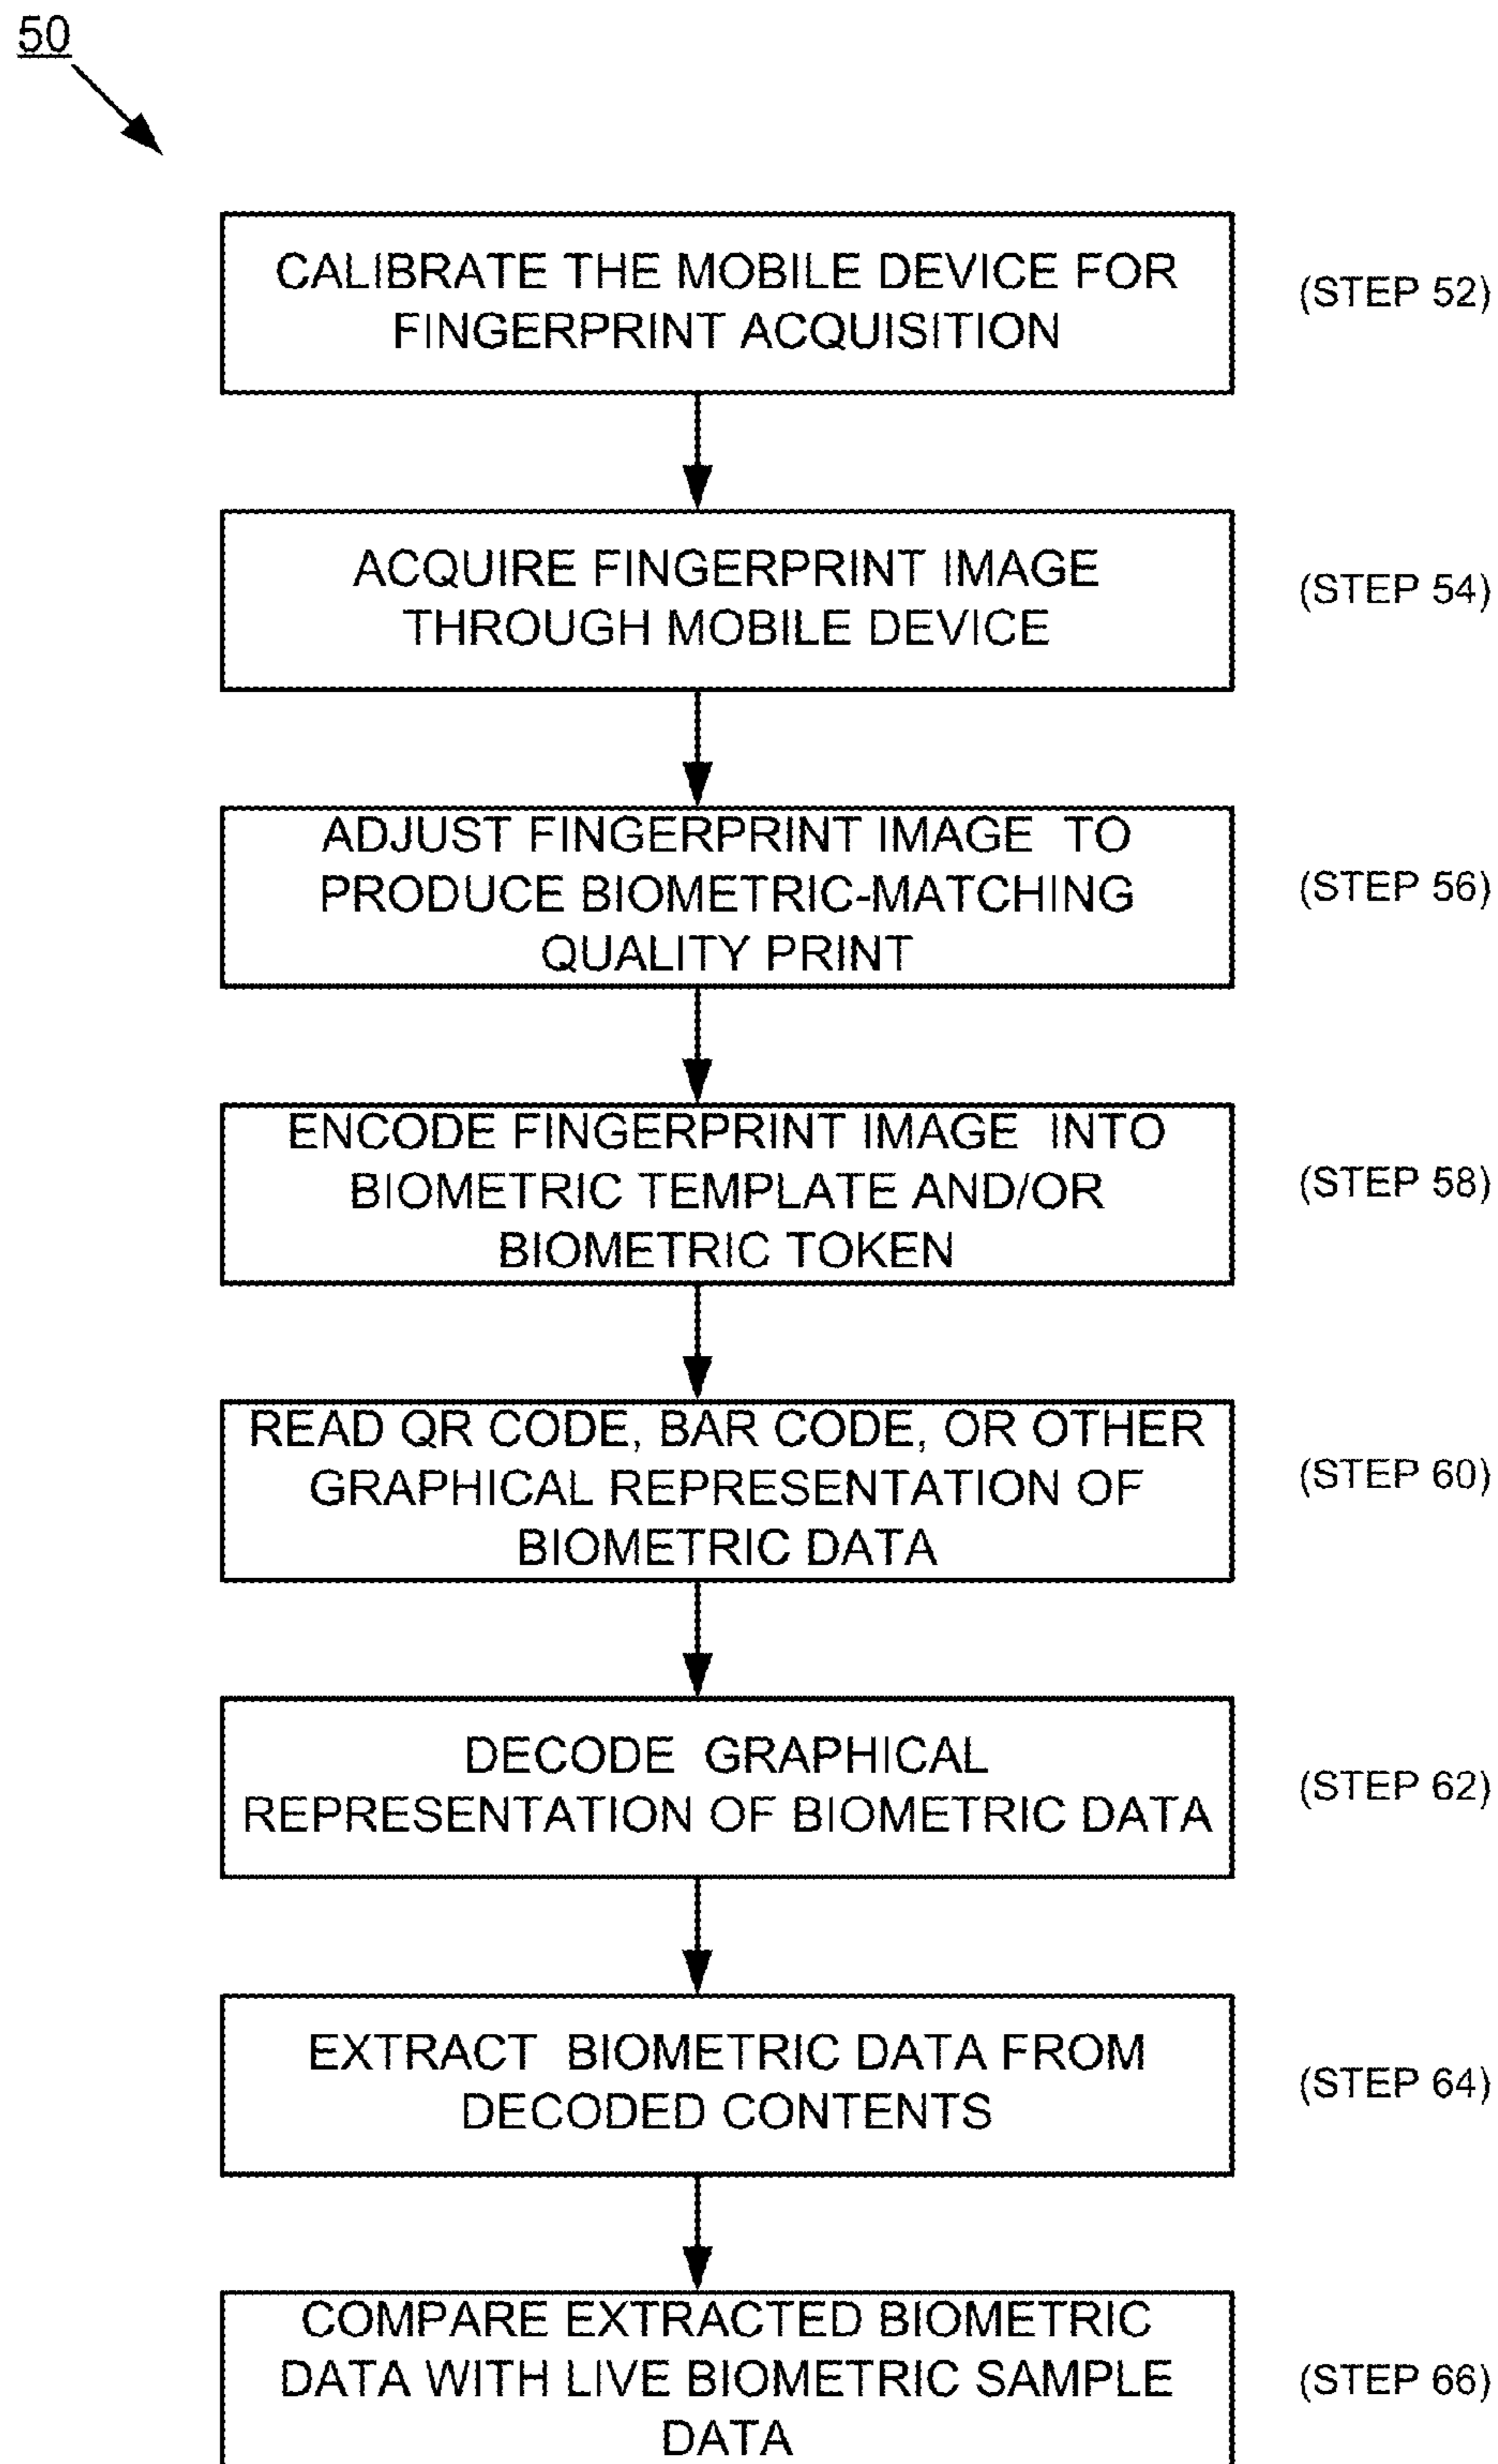 50
CALIBRATE THE MOBILE DEVICE FOR
FINGERPRINT ACQUISITION
(STEP 52)
ACQUIRE FINGERPRINT IMAGE
THROUGH MOBILE DEVICE
(STEP 54)
ADJUST FINGERPRINT IMAGE TO
PRODUCE BIOMETRIC-MATCHING
QUALITY PRINT
(STEP 56)
ENCODE FINGERPRINT IMAGE INTO
BIOMETRIC TEMPLATE AND/OR
BIOMETRIC TOKEN
(STEP 58)
READ QR CODE, BAR CODE, OR OTHER
GRAPHICAL REPRESENTATION OF
BIOMETRIC DATA
(STEP 60)
DECODE GRAPHICAL
REPRESENTATION OF BIOMETRIC DATA
(STEP 62)
EXTRACT BIOMETRIC DATA FROM
DECODED CONTENTS
(STEP 64)
COMPARE EXTRACTED BIOMETRIC
DATA WITH LIVE BIOMETRIC SAMPLE
DATA
(STEP 66)